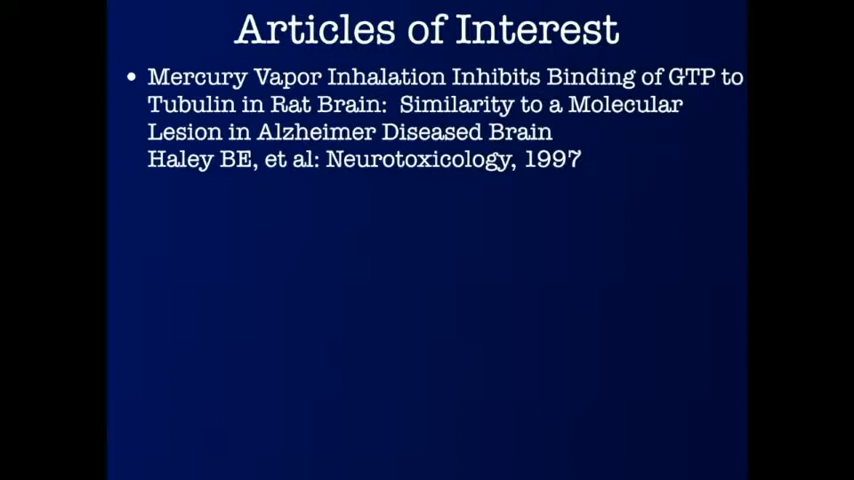 Articles of Interest
• Mercury Vapor Inhalation Inhibits Binding of GTP to
Tubulin in Rat Brain: Similarity to a Molecular
Lesion in Alzheimer Diseased Brain
Haley BE, et al: Neurotoxicology, 1997